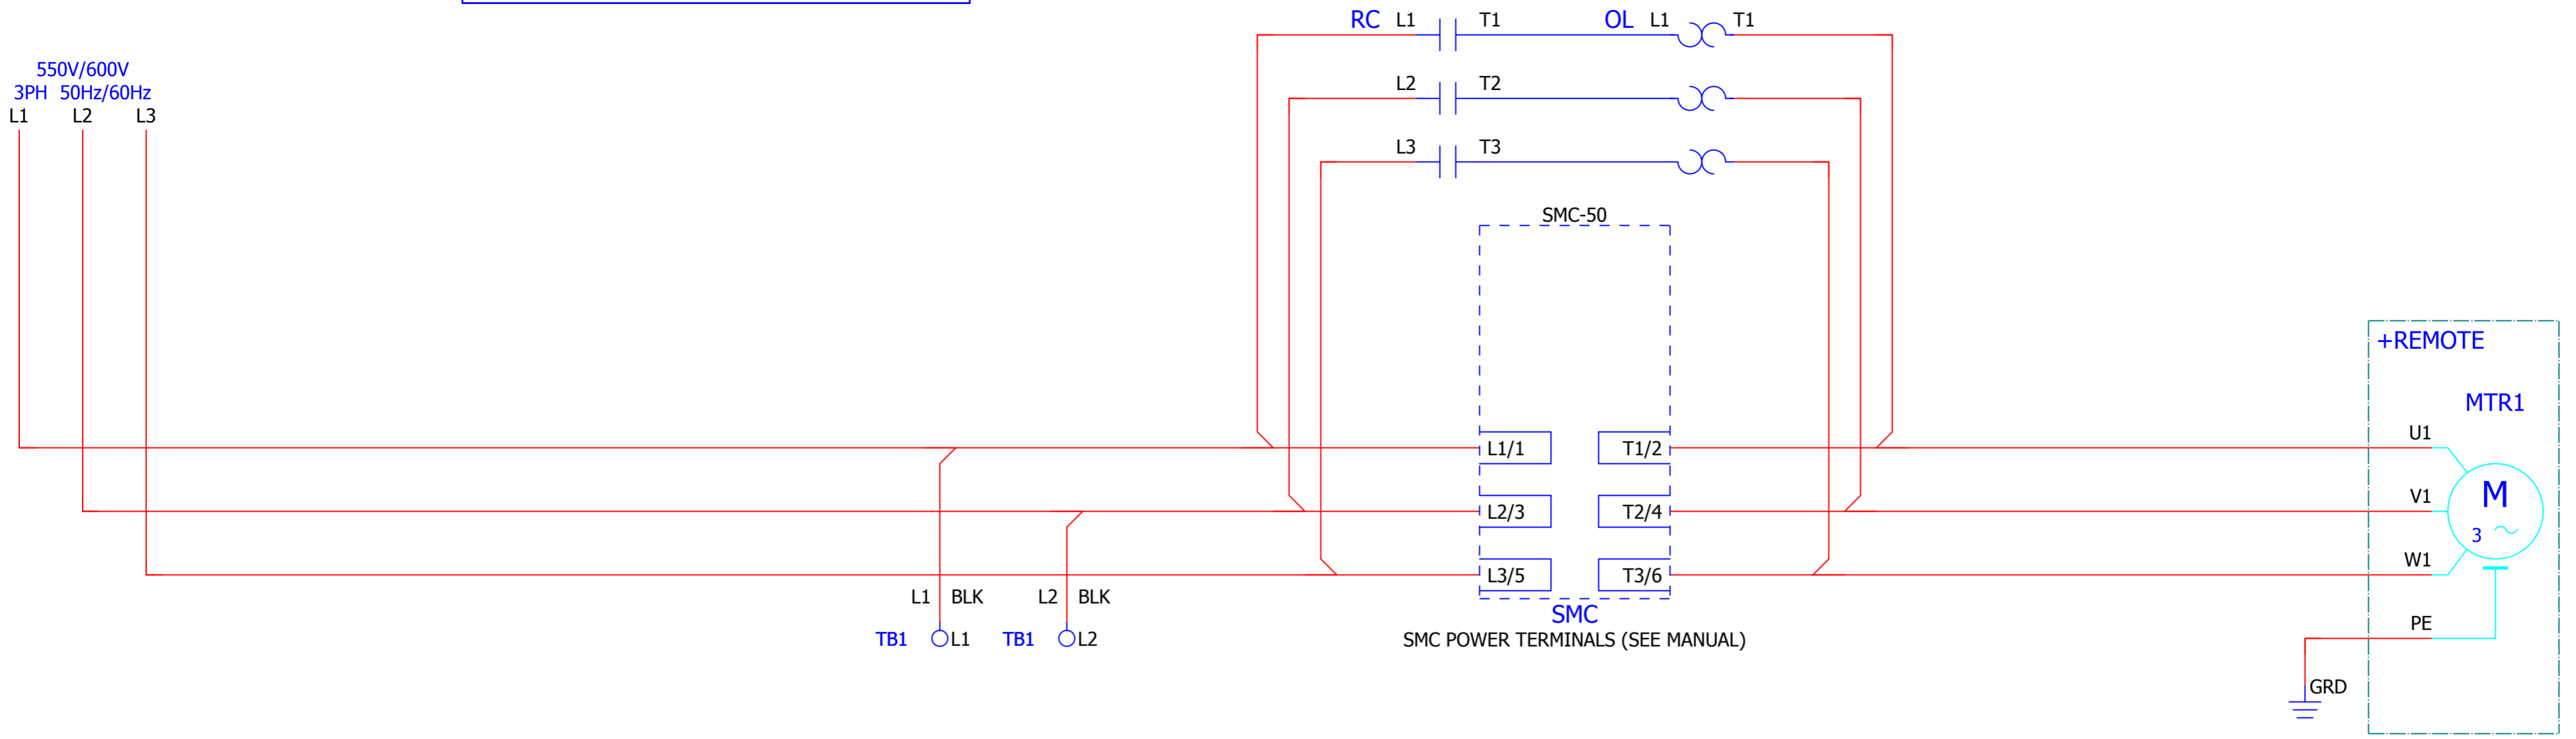 RC L1 T1 OL L1 T1
550V/600V
3PH 50Hz/60Hz
L1 L2 L3
L2 T2
L3 T3
SMC-50
+REMOTE
MTR1
L1/1 T1/2 U1
L2/3 T2/4 V1
M
3
L3/5 T3/6 W1
L1 BLK L2 BLK
SMC
TB1 L1 TB1 L2
SMC POWER TERMINALS (SEE MANUAL)
PE
GRD